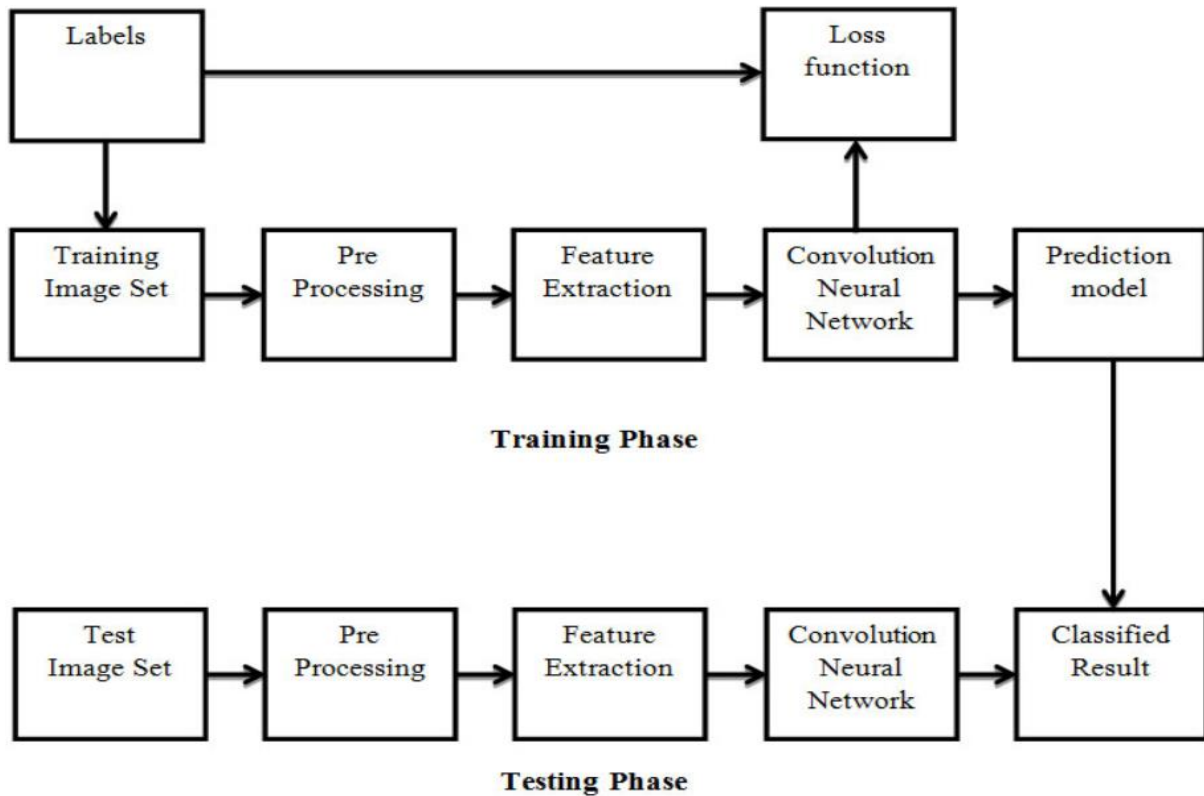 Labels
Loss
function
Training
Image Set
Pre
Processing
Feature
Extraction
Convolution
Neural
Network
Prediction
model
Training Phase
Test
Image Set
Pre
Processing
Feature
Extraction
Convolution
Neural
Network
Classified
Result
Testing Phase